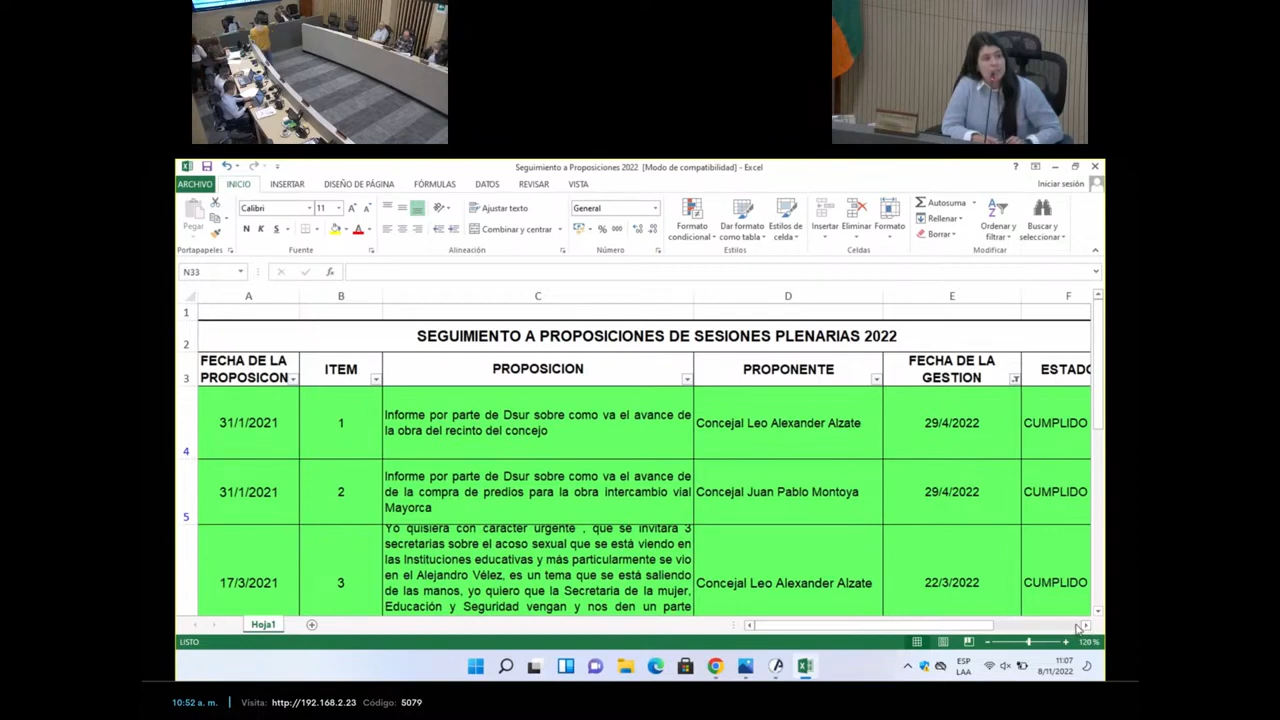 Seguimiento a Proposiciones 2022 [Modo de compatibilidad] - Excel
ARCHIVO INICIO INSERTAR DISEÑO DE PÁGINA FÓRMULAS DATOS REVISAR VISTA Iniciar sesión
Calibri 11 Ajustar texto General Autosuma
Pegar N K S Combinar y centrar % 000 Formato condicional Dar formato como tabla Estilos de celda Insertar Eliminar Formato Rellenar Borrar Ordenar y filtrar Buscar y seleccionar
Portapapeles Fuente Alineación Número Estilos Celdas Modificar
N33 fx
A B C D E F
1
2 SEGUIMIENTO A PROPOSICIONES DE SESIONES PLENARIAS 2022
3 FECHA DE LA PROPOSICON ITEM PROPOSICION PROPONENTE FECHA DE LA GESTION ESTADO
4 31/1/2021 1 Informe por parte de Dsur sobre como va el avance de
la obra del recinto del concejo Concejal Leo Alexander Alzate 29/4/2022 CUMPLIDO
5 31/1/2021 2 Informe por parte de Dsur sobre como va el avance de
de la compra de predios para la obra intercambio vial
Mayorca Concejal Juan Pablo Montoya 29/4/2022 CUMPLIDO
17/3/2021 3 Yo quisiera con caracter urgente , que se invitara 3
secretarias sobre el acoso sexual que se está viendo en
las Instituciones educativas y más particularmente se vio
en el Alejandro Vélez, es un tema que se está saliendo
de las manos, yo quiero que la Secretaria de la mujer,
Educación y Seguridad vengan y nos den un parte
Concejal Leo Alexander Alzate 22/3/2022 CUMPLIDO
Hoja1
LISTO 120 %
ESP
LAA
11:07
8/11/2022
10:52 a. m. | Visita: http://192.168.2.23 Código: 5079